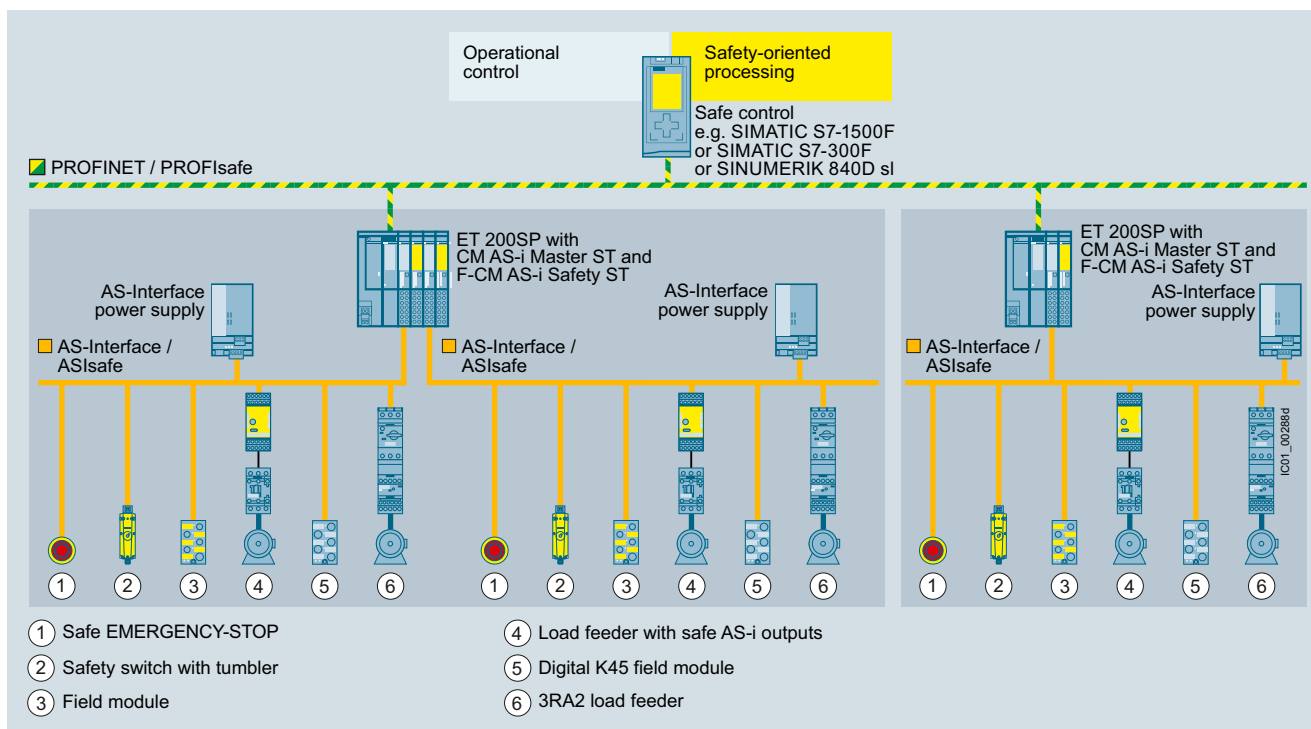 Operational
control
Safety-oriented
processing
Safe control
e.g. SIMATIC S7-1500F
or SIMATIC S7-300F
or SINUMERIK 840D sl
PROFINET / PROFIsafe
ET 200SP with
CM AS-i Master ST and
F-CM AS-i Safety ST
AS-Interface
power supply
AS-Interface /
ASIsafe
AS-Interface
power supply
AS-Interface /
ASIsafe
ET 200SP with
CM AS-i Master ST and
F-CM AS-i Safety ST
AS-Interface
power supply
AS-Interface /
ASIsafe
IC01_00288d
1 2 3 4 5 6
1 2 3 4 5 6
1 2 3 4 5 6
1 Safe EMERGENCY-STOP
2 Safety switch with tumbler
3 Field module
4 Load feeder with safe AS-i outputs
5 Digital K45 field module
6 3RA2 load feeder